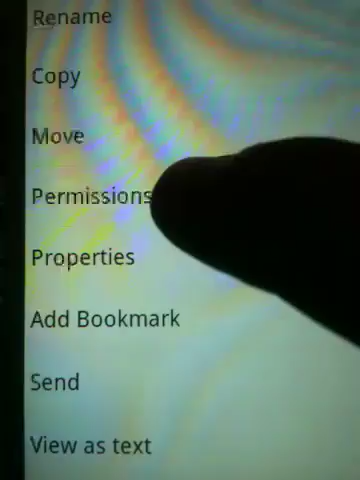 Rename
Copy
Move
Permissions
Properties
Add Bookmark
Send
View as text